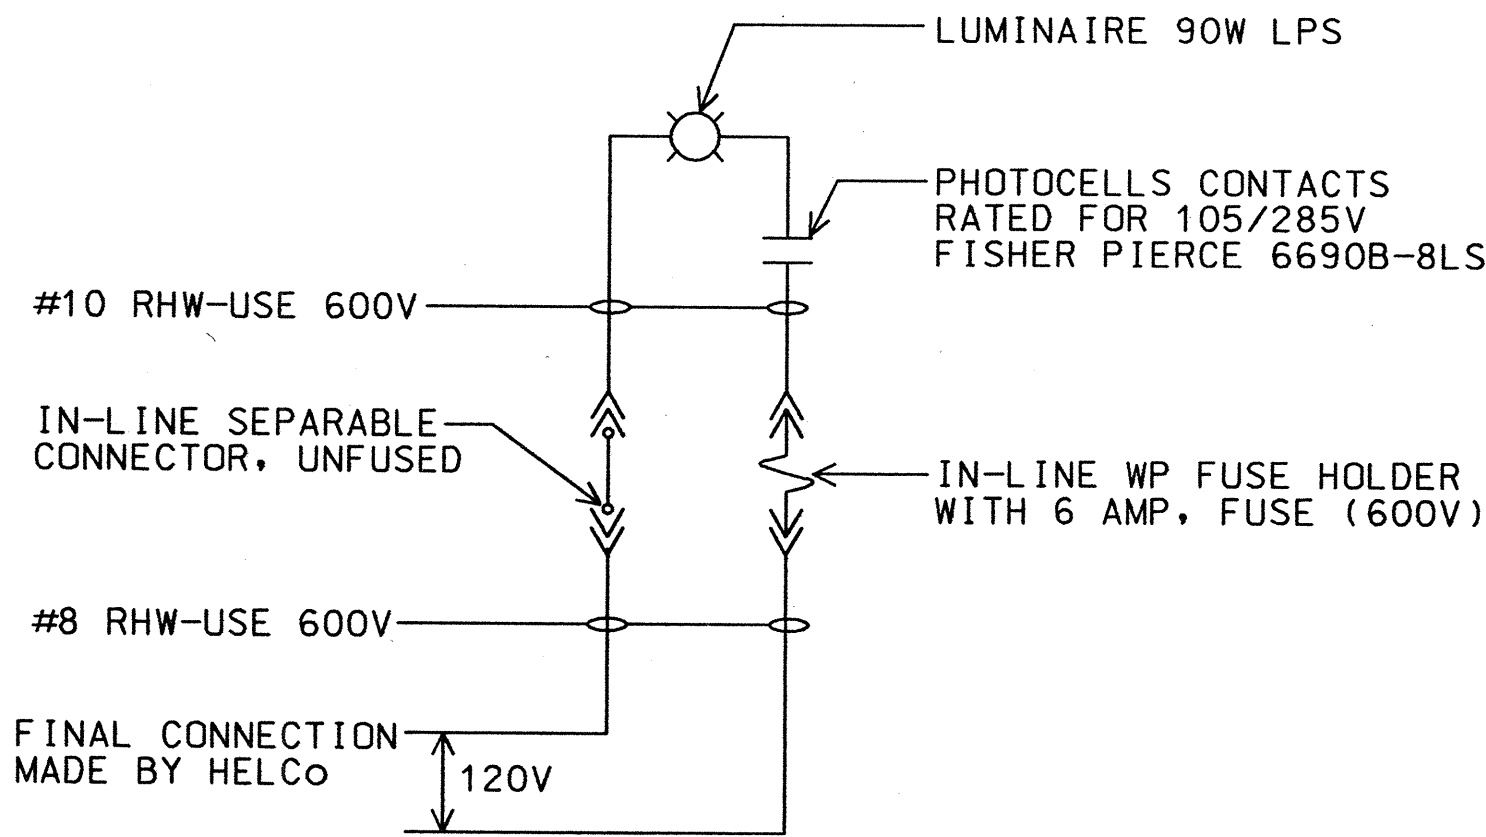 LUMINAIRE 90W LPS
PHOTOCELLS CONTACTS
RATED FOR 105/285V
FISHER PIERCE 6690B-8LS
#10 RHW-USE 600V
IN-LINE SEPARABLE
CONNECTOR, UNFUSED
IN-LINE WP FUSE HOLDER
WITH 6 AMP, FUSE (600V)
#8 RHW-USE 600V
FINAL CONNECTION
MADE BY HELCo
120V